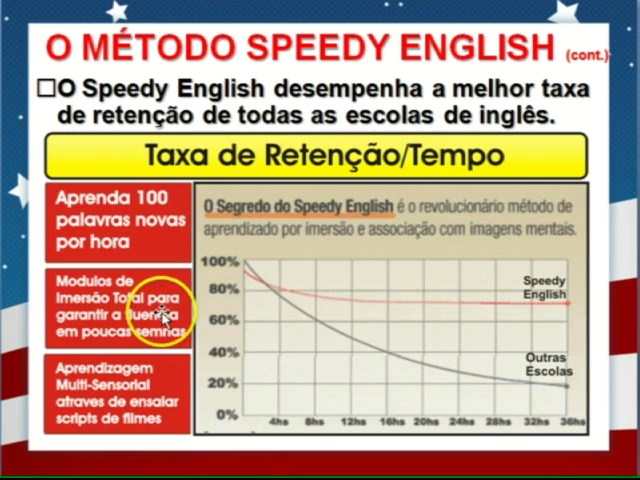 O MÉTODO SPEEDY ENGLISH (cont.)
O Speedy English desempenha a melhor taxa
de retenção de todas as escolas de inglês.
Taxa de Retenção/Tempo
Aprenda 100
palavras novas
por hora
Modulos de
Imersão Total para
garantir a fluencia
em poucas semnas
Aprendizagem
Multi-Sensorial
atraves de ensaiar
scripts de filmes
O Segredo do Speedy English é o revolucionário método de
aprendizado por imersão e associação com imagens mentais.
100%
80%
60%
40%
20%
0%
Speedy
English
Outras
Escolas
4hs 8hs 12hs 16hs 20hs 24hs 28hs 32hs 36hs